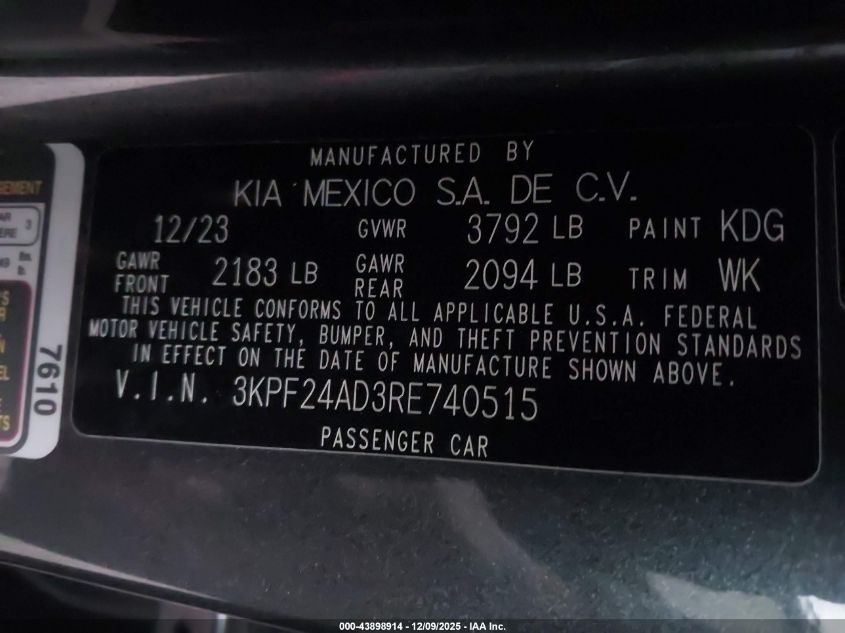 MANUFACTURED BY
KIA MEXICO S.A. DE C.V.
12/23 GVWR 3792 LB PAINT KDG
GAWR FRONT 2183 LB GAWR REAR 2094 LB TRIM WK
THIS VEHICLE CONFORMS TO ALL APPLICABLE U.S.A. FEDERAL
MOTOR VEHICLE SAFETY, BUMPER, AND THEFT PREVENTION STANDARDS
IN EFFECT ON THE DATE OF MANUFACTURE SHOWN ABOVE.
V.I.N. 3KPF24AD3RE740515
PASSENGER CAR
7610
000-43898914 - 12/09/2025 - IAA Inc.